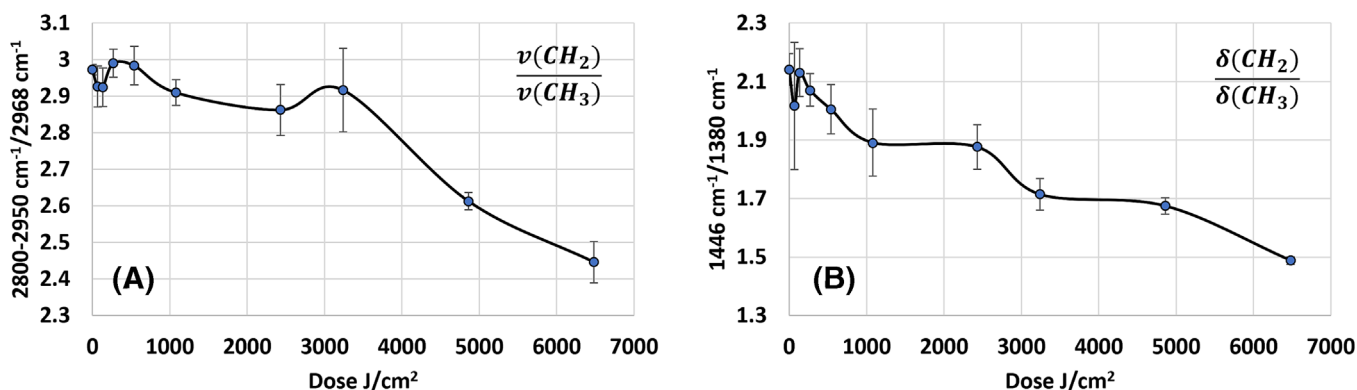 3.1
3
2.9
2.8
2.7
2.6
2.5
2.4
2.3
2800-2950 cm⁻¹/2968 cm⁻¹
ν(CH₂)
ν(CH₃)
(A)
0 1000 2000 3000 4000 5000 6000 7000
Dose J/cm²
2.3
2.1
1.9
1.7
1.5
1.3
1446 cm⁻¹/1380 cm⁻¹
δ(CH₂)
δ(CH₃)
(B)
0 1000 2000 3000 4000 5000 6000 7000
Dose J/cm²